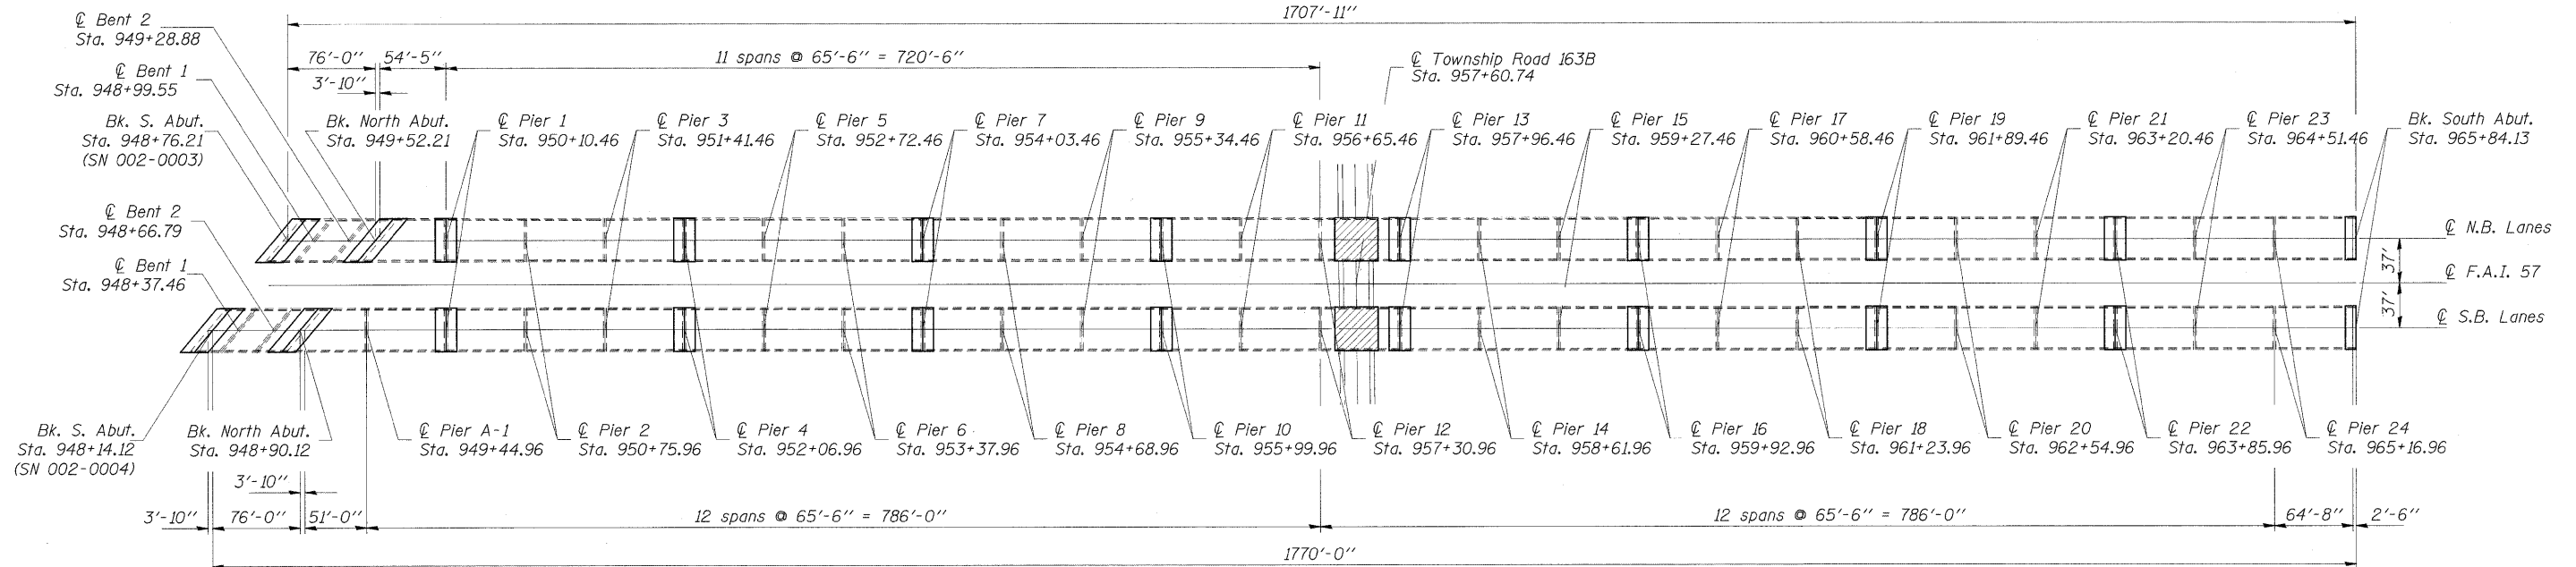 1707'-11"
℄ Bent 2
Sta. 949+28.88
76'-0"
54'-5"
11 spans @ 65'-6" = 720'-6"
℄ Township Road 163B
Sta. 957+60.74
℄ Bent 1
Sta. 948+99.55
3'-10"
Bk. S. Abut.
Sta. 948+76.21
(SN 002-0003)
Bk. North Abut.
Sta. 949+52.21
℄ Pier 1
Sta. 950+10.46
℄ Pier 3
Sta. 951+41.46
℄ Pier 5
Sta. 952+72.46
℄ Pier 7
Sta. 954+03.46
℄ Pier 9
Sta. 955+34.46
℄ Pier 11
Sta. 956+65.46
℄ Pier 13
Sta. 957+96.46
℄ Pier 15
Sta. 959+27.46
℄ Pier 17
Sta. 960+58.46
℄ Pier 19
Sta. 961+89.46
℄ Pier 21
Sta. 963+20.46
℄ Pier 23
Sta. 964+51.46
Bk. South Abut.
Sta. 965+84.13
℄ Bent 2
Sta. 948+66.79
℄ Bent 1
Sta. 948+37.46
℄ N.B. Lanes
37'
℄ F.A.I. 57
37'
℄ S.B. Lanes
Bk. S. Abut.
Sta. 948+14.12
(SN 002-0004)
Bk. North Abut.
Sta. 948+90.12
℄ Pier A-1
Sta. 949+44.96
℄ Pier 2
Sta. 950+75.96
℄ Pier 4
Sta. 952+06.96
℄ Pier 6
Sta. 953+37.96
℄ Pier 8
Sta. 954+68.96
℄ Pier 10
Sta. 955+99.96
℄ Pier 12
Sta. 957+30.96
℄ Pier 14
Sta. 958+61.96
℄ Pier 16
Sta. 959+92.96
℄ Pier 18
Sta. 961+23.96
℄ Pier 20
Sta. 962+54.96
℄ Pier 22
Sta. 963+85.96
℄ Pier 24
Sta. 965+16.96
3'-10"
3'-10"
76'-0"
51'-0"
12 spans @ 65'-6" = 786'-0"
12 spans @ 65'-6" = 786'-0"
64'-8"
2'-6"
1770'-0"